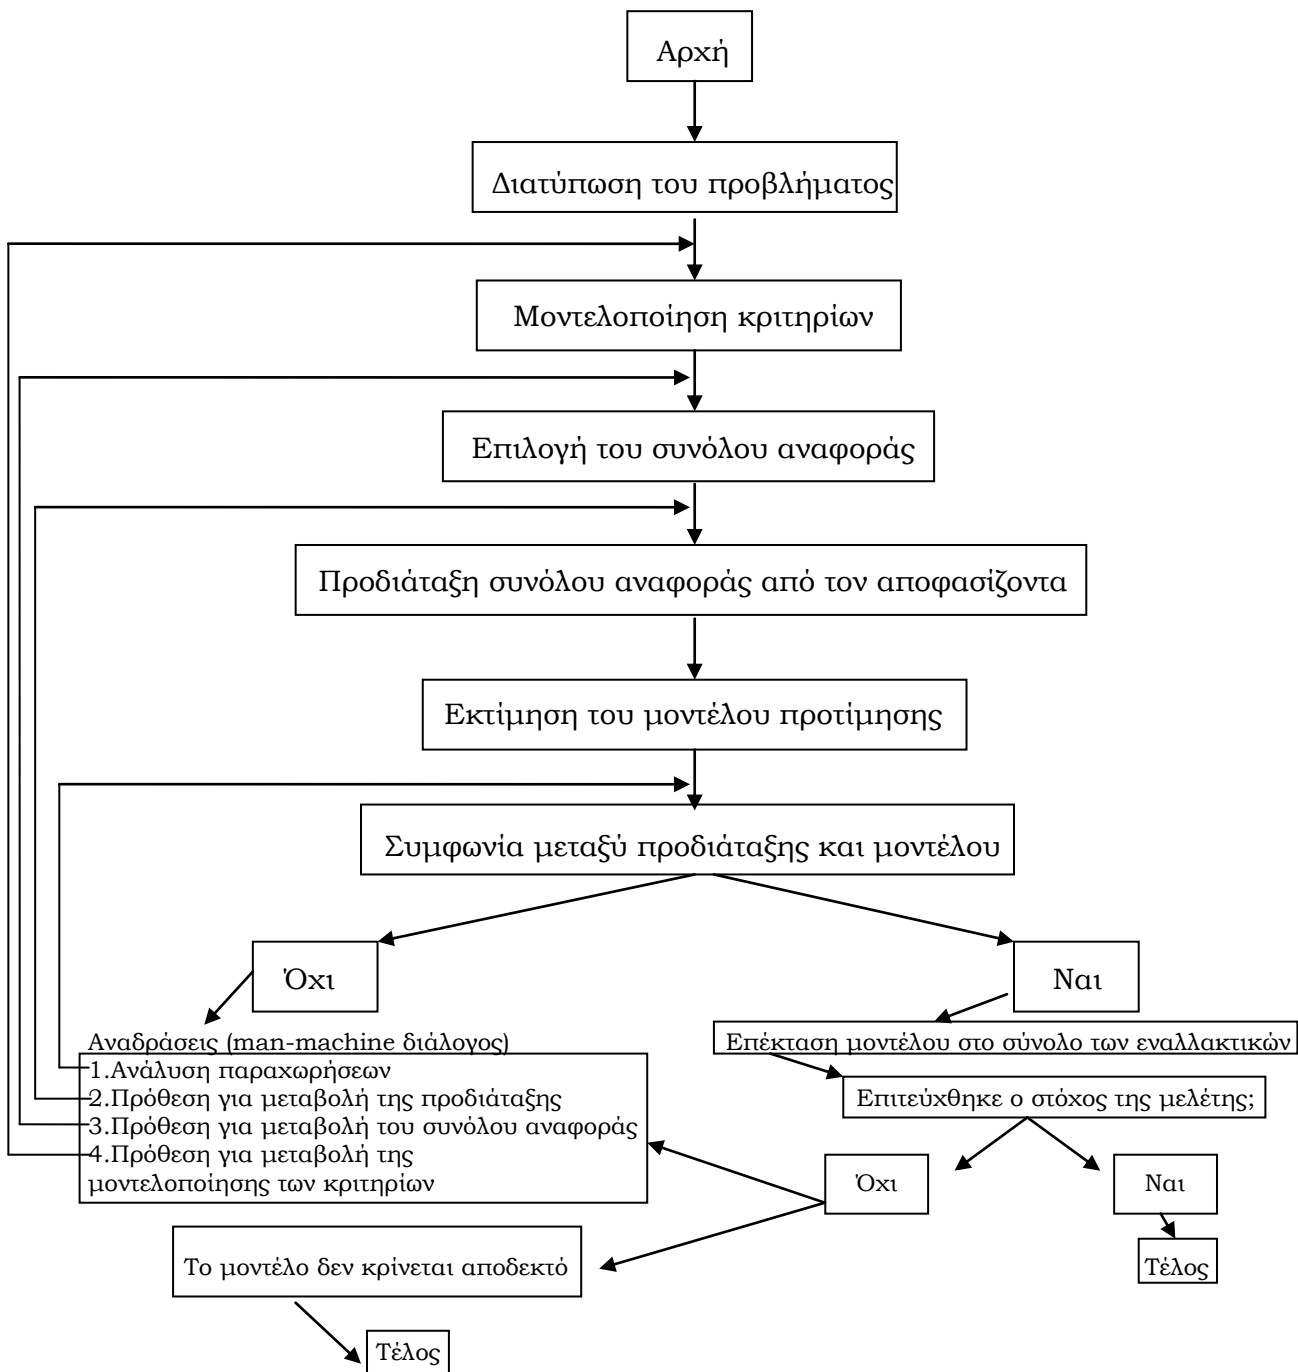 Αρχή
Διατύπωση του προβλήματος
Μοντελοποίηση κριτηρίων
Επιλογή του συνόλου αναφοράς
Προδιάταξη συνόλου αναφοράς από τον αποφασίζοντα
Εκτίμηση του μοντέλου προτίμησης
Συμφωνία μεταξύ προδιάταξης και μοντέλου
Όχι
Ναι
Αναδράσεις (man-machine διάλογος)
1.Ανάλυση παραχωρήσεων
2.Πρόθεση για μεταβολή της προδιάταξης
3.Πρόθεση για μεταβολή του συνόλου αναφοράς
4.Πρόθεση για μεταβολή της
μοντελοποίησης των κριτηρίων
Επέκταση μοντέλου στο σύνολο των εναλλακτικών
Επιτεύχθηκε ο στόχος της μελέτης;
Όχι
Ναι
Το μοντέλο δεν κρίνεται αποδεκτό
Τέλος
Τέλος